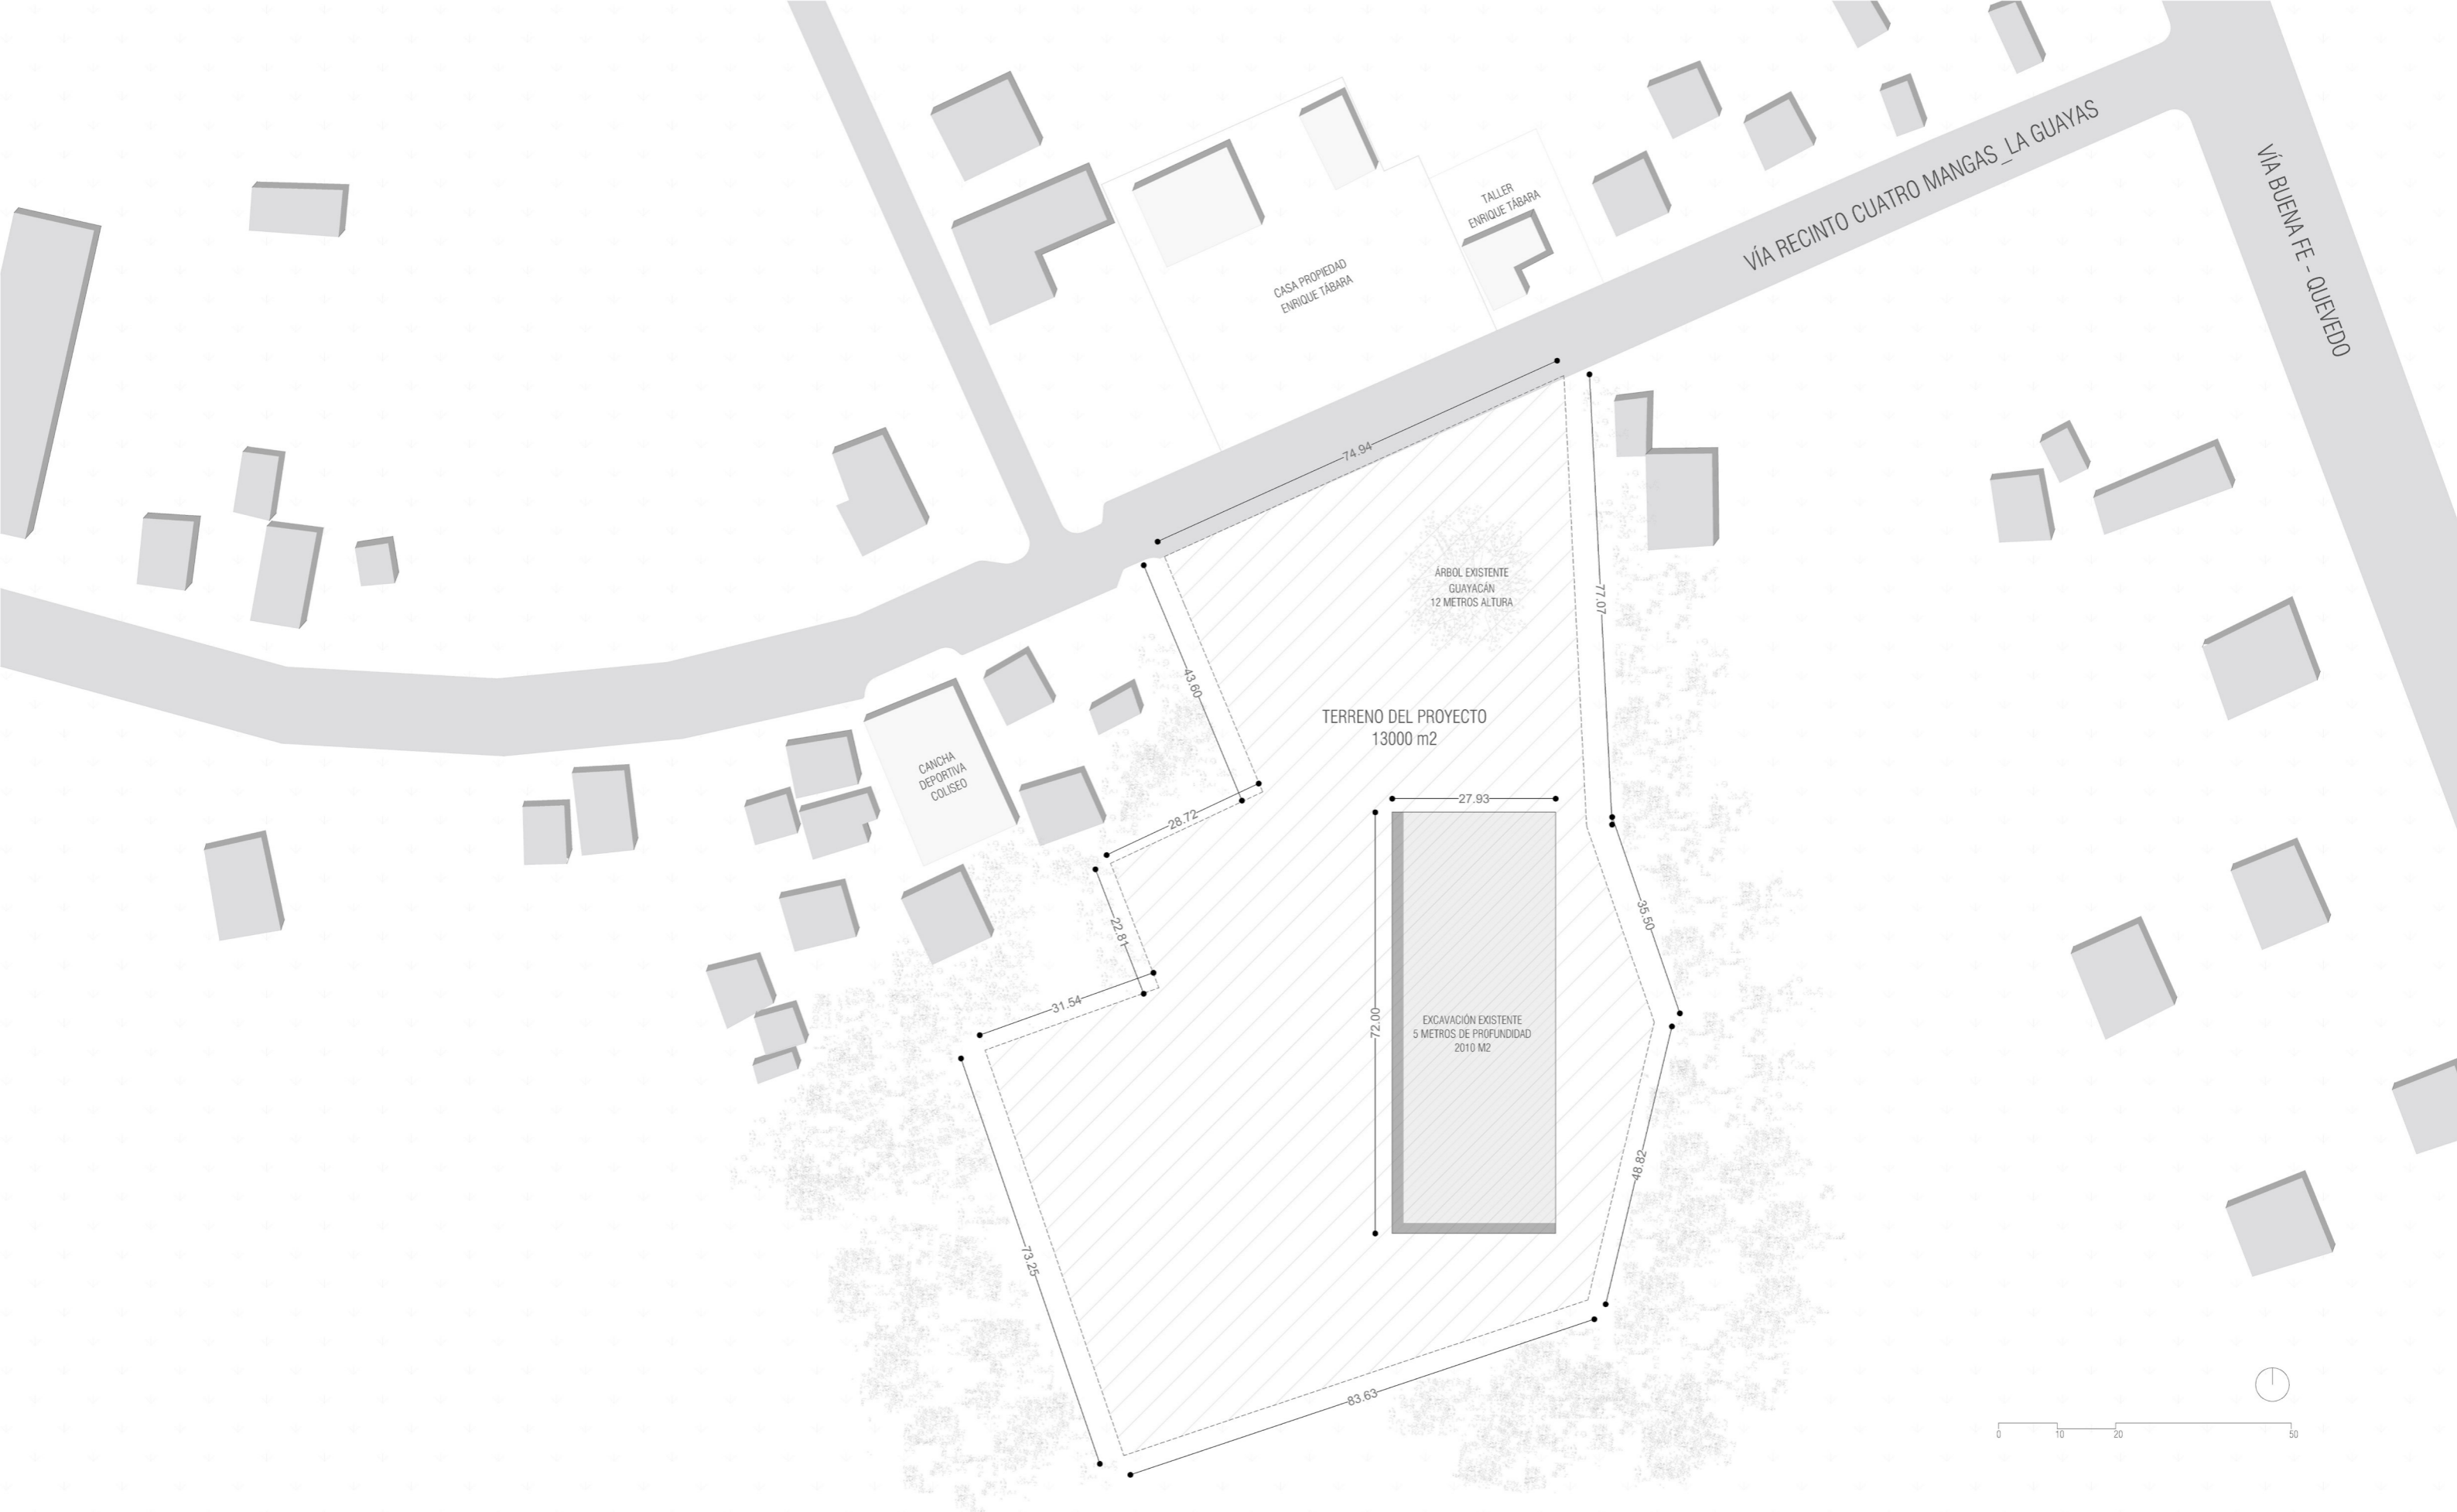 VÍA RECINTO CUATRO MANGAS_LA GUAYAS
VÍA BUENA FE - QUEVEDO
TALLER
ENRIQUE TÁBARA
CASA PROPIEDAD
ENRIQUE TÁBARA
74.94
ÁRBOL EXISTENTE
GUAYACÁN
12 METROS ALTURA
77.07
43.60
TERRENO DEL PROYECTO
13000 m2
CANCHA
DEPORTIVA
COLISEO
28.72
27.93
22.81
35.50
31.54
72.00
EXCAVACIÓN EXISTENTE
5 METROS DE PROFUNDIDAD
2010 M2
48.82
73.25
83.63
0 10 20 50